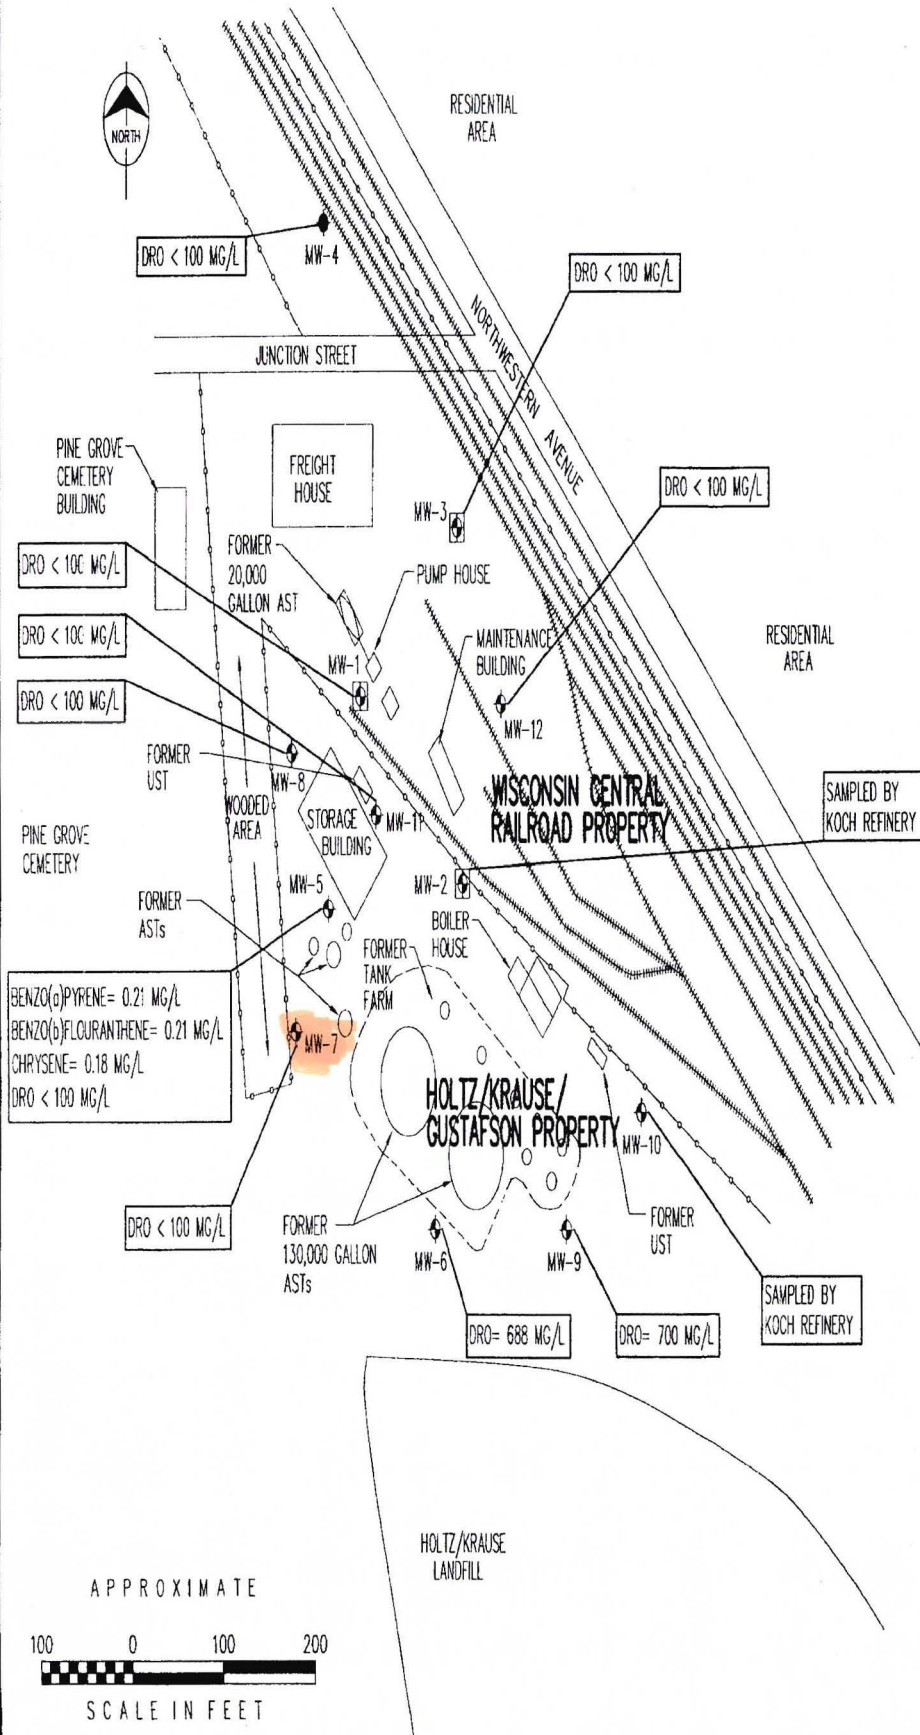 RESIDENTIAL
AREA
NORTH
DRO < 100 MG/L
MW-4
DRO < 100 MG/L
NORTHWESTERN AVENUE
JUNCTION STREET
PINE GROVE
CEMETERY
BUILDING
FREIGHT
HOUSE
DRO < 100 MG/L
MW-3
FORMER
20,000
GALLON AST
DRO < 100 MG/L
PUMP HOUSE
DRO < 100 MG/L
MAINTENANCE
BUILDING
RESIDENTIAL
AREA
MW-1
DRO < 100 MG/L
MW-12
FORMER
UST
MW-8
WISCONSIN CENTRAL
RAILROAD PROPERTY
SAMPLED BY
KOCH REFINERY
WOODED
AREA
STORAGE
BUILDING
MW-11
PINE GROVE
CEMETERY
MW-5
MW-2
FORMER
ASTs
BOILER
HOUSE
FORMER
TANK
FARM
BENZO(a)PYRENE= 0.21 MG/L
BENZO(b)FLOURANTHENE= 0.21 MG/L
CHRYSENE= 0.18 MG/L
DRO < 100 MG/L
MW-7
HOLTZ/KRAUSE/
GUSTAFSON PROPERTY
MW-10
DRO < 100 MG/L
FORMER
130,000 GALLON
ASTs
FORMER
UST
MW-6
MW-9
SAMPLED BY
KOCH REFINERY
DRO= 688 MG/L
DRO= 700 MG/L
HOLTZ/KRAUSE
LANDFILL
APPROXIMATE
100 0 100 200
SCALE IN FEET